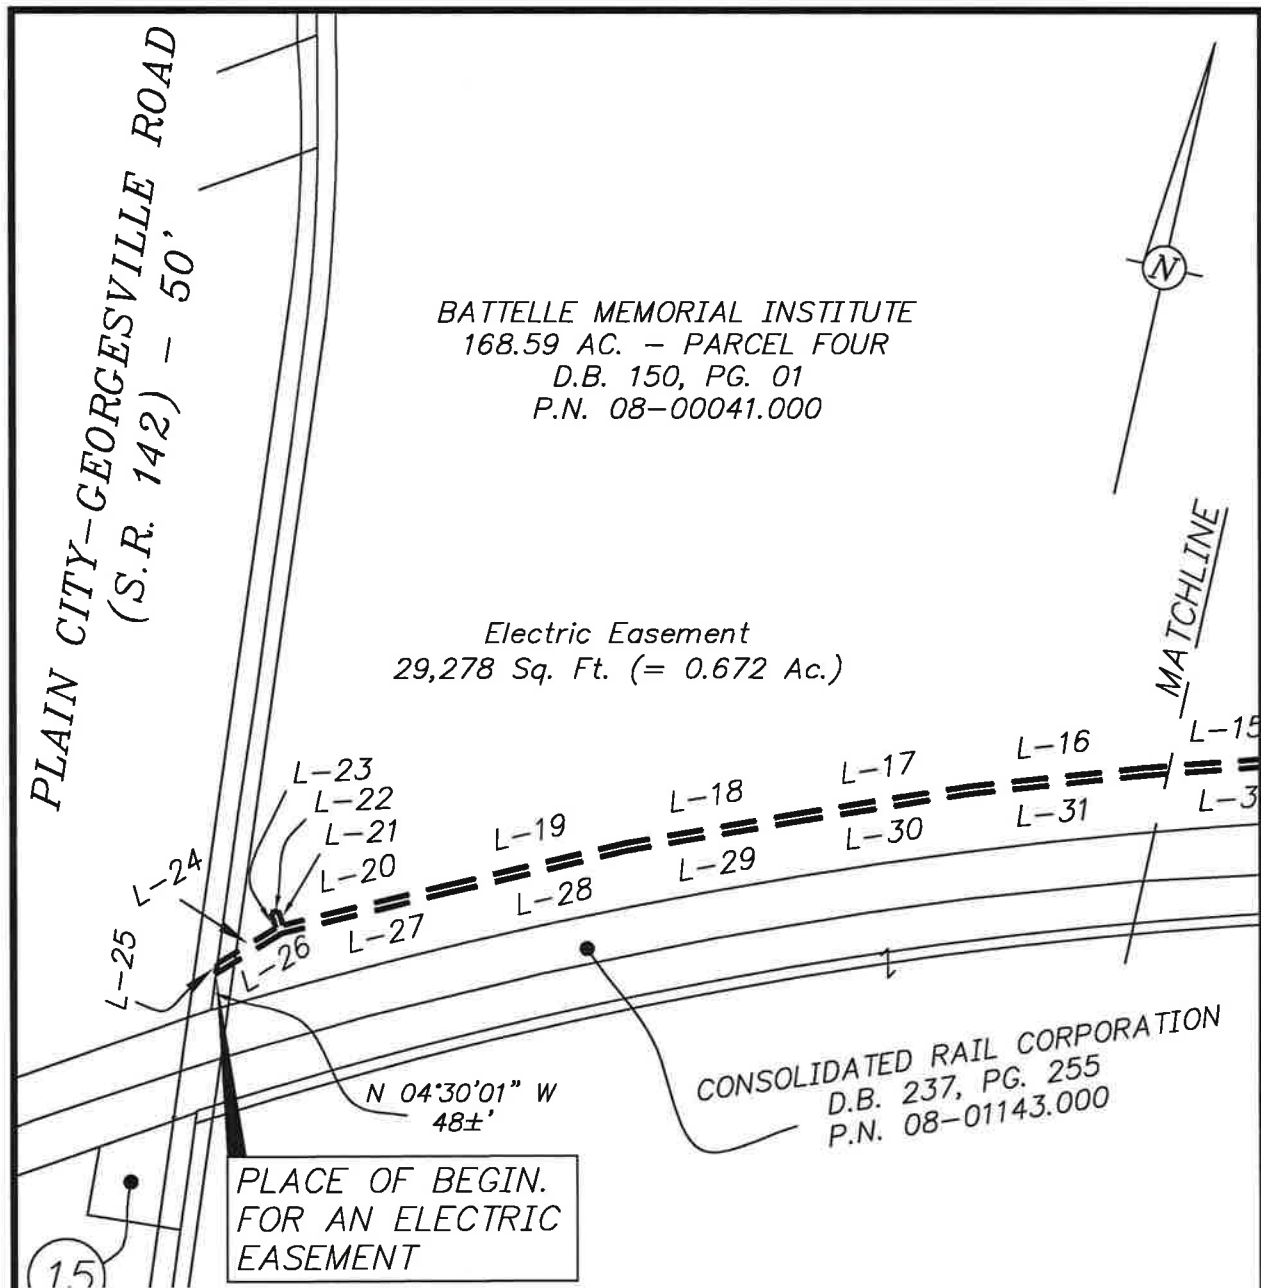 PLAIN CITY-GEORGESVILLE ROAD
(S.R. 142) - 50'
N
BATTELLE MEMORIAL INSTITUTE
168.59 AC. - PARCEL FOUR
D.B. 150, PG. 01
P.N. 08-00041.000
MATCHLINE
Electric Easement
29,278 Sq. Ft. (= 0.672 Ac.)
L-15
L-16
L-17
L-18
L-19
L-20
L-21
L-22
L-23
L-24
L-25
L-26
L-27
L-28
L-29
L-30
L-31
L-3
N 04°30'01" W
48±'
CONSOLIDATED RAIL CORPORATION
D.B. 237, PG. 255
P.N. 08-01143.000
PLACE OF BEGIN.
FOR AN ELECTRIC
EASEMENT
15